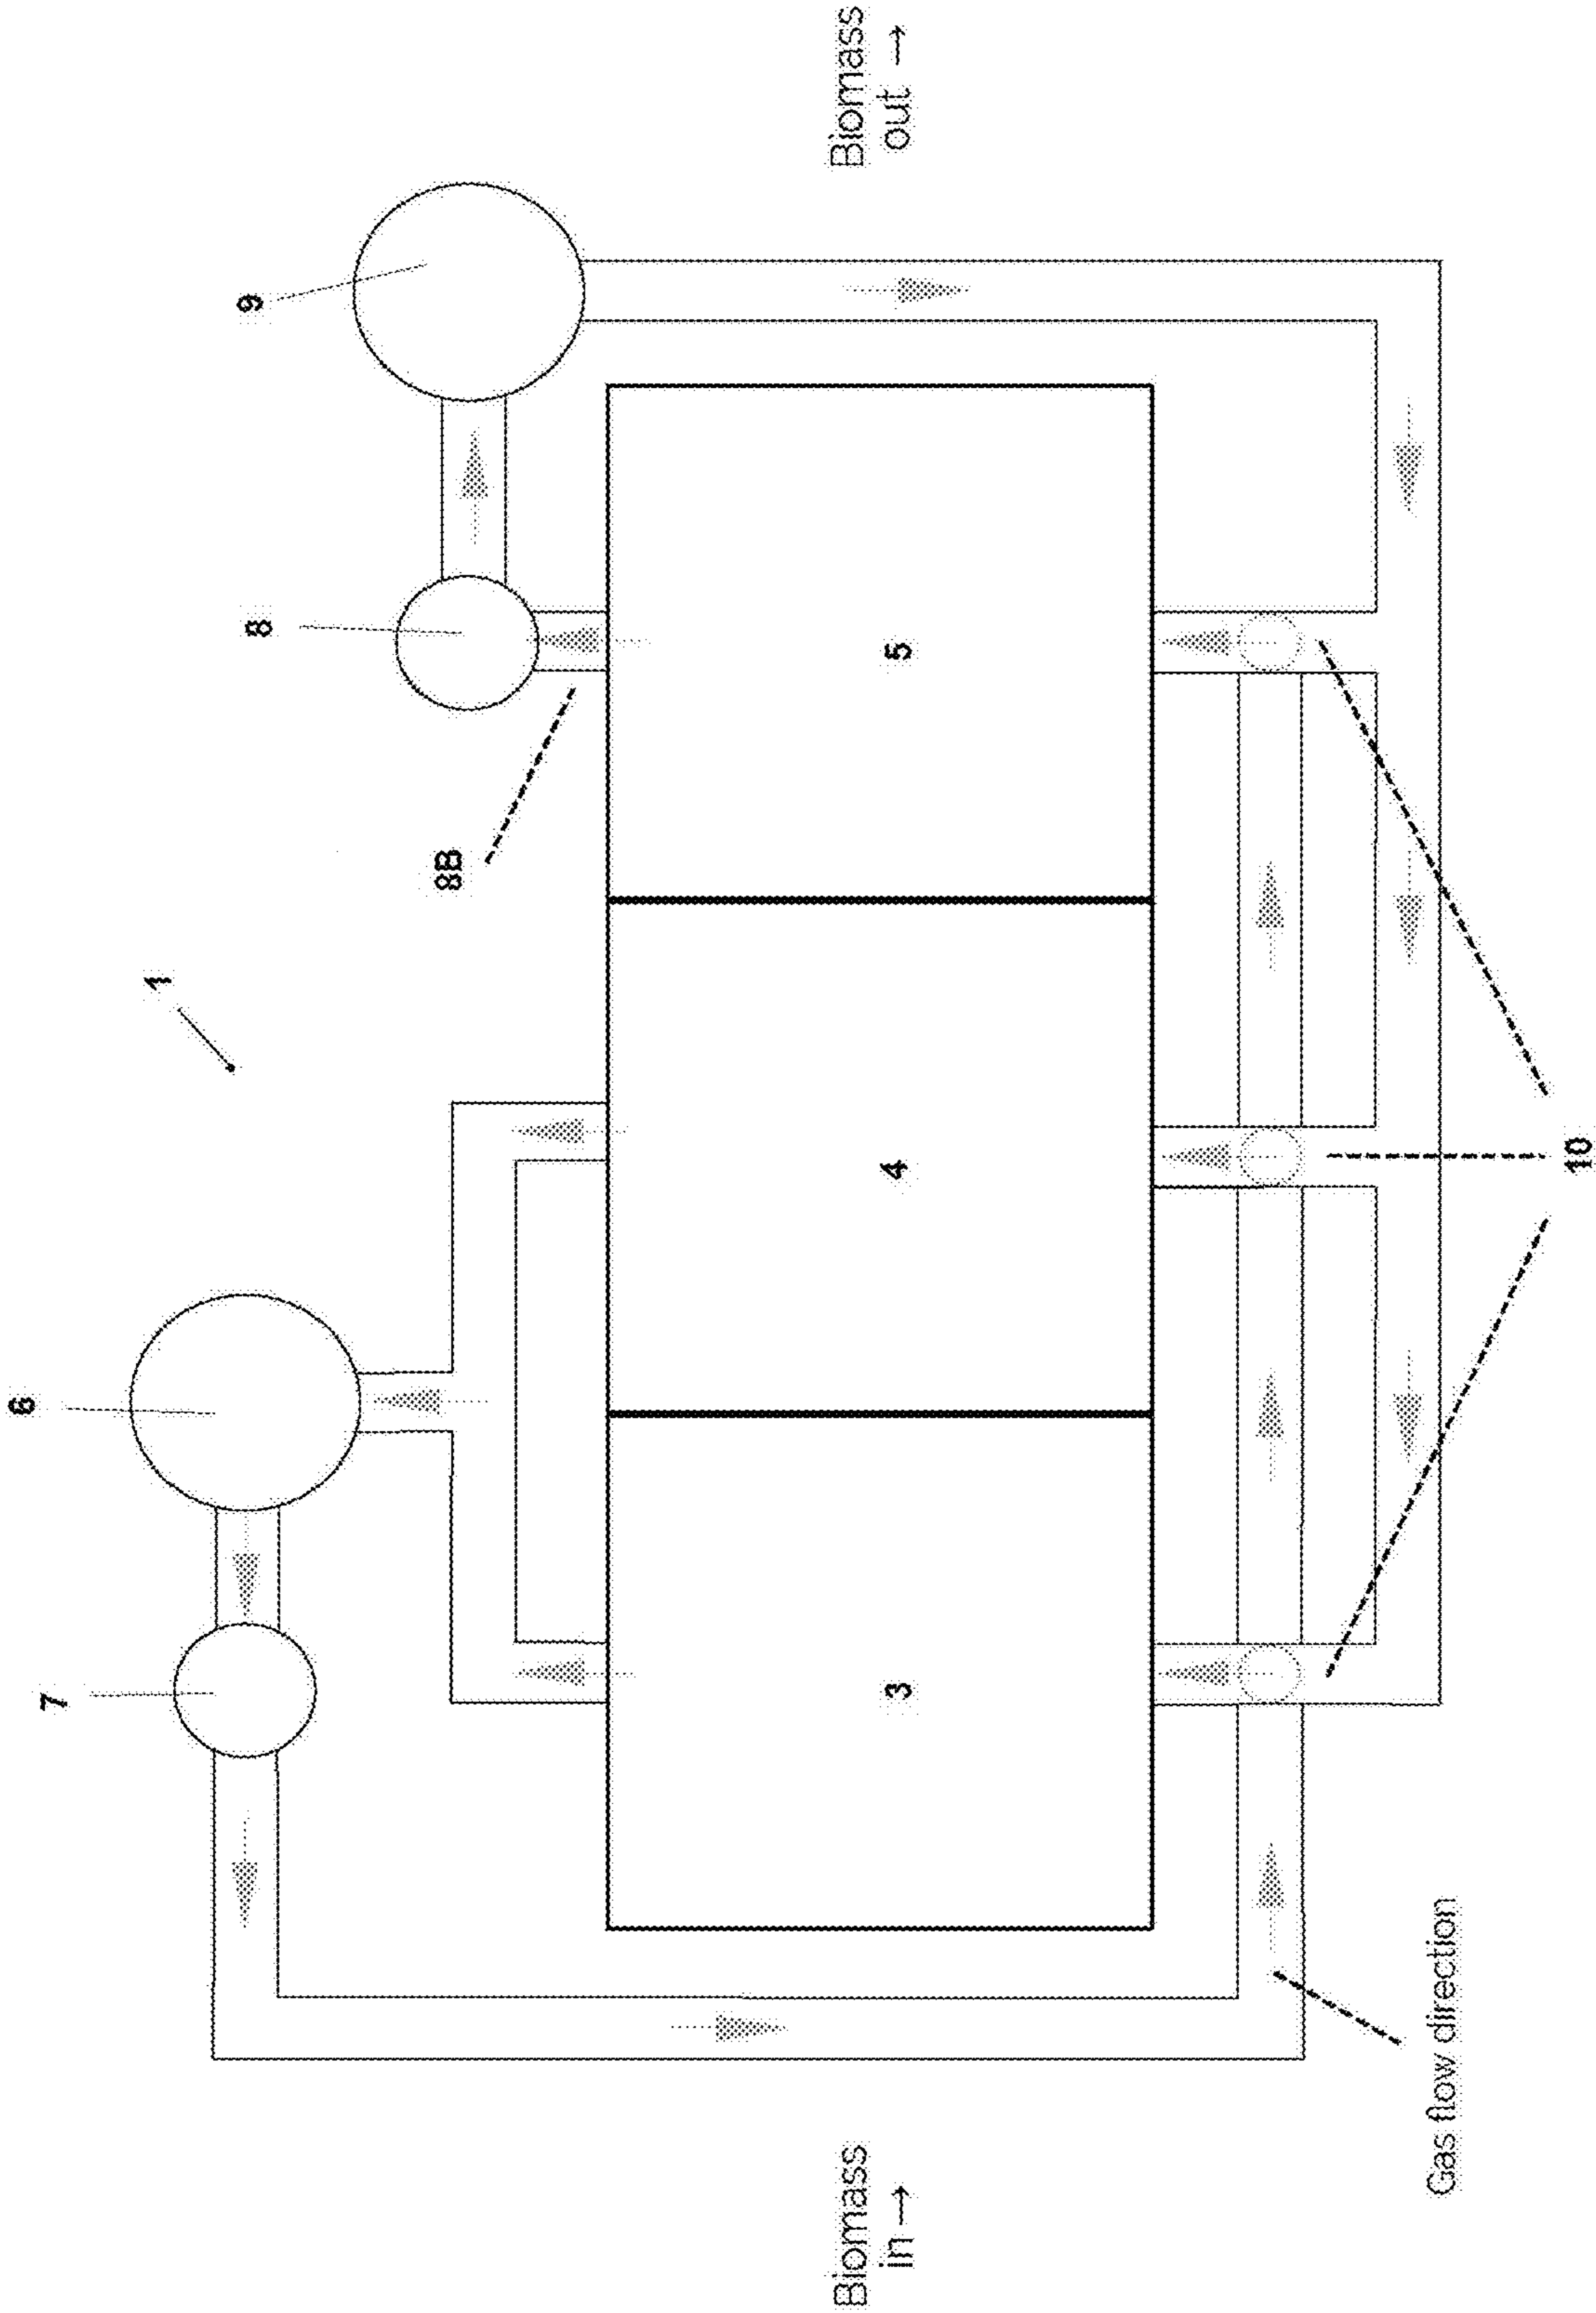 1
6
7
9
8
8B
3
4
5
Biomass
in →
Biomass
out →
Gas flow direction
10